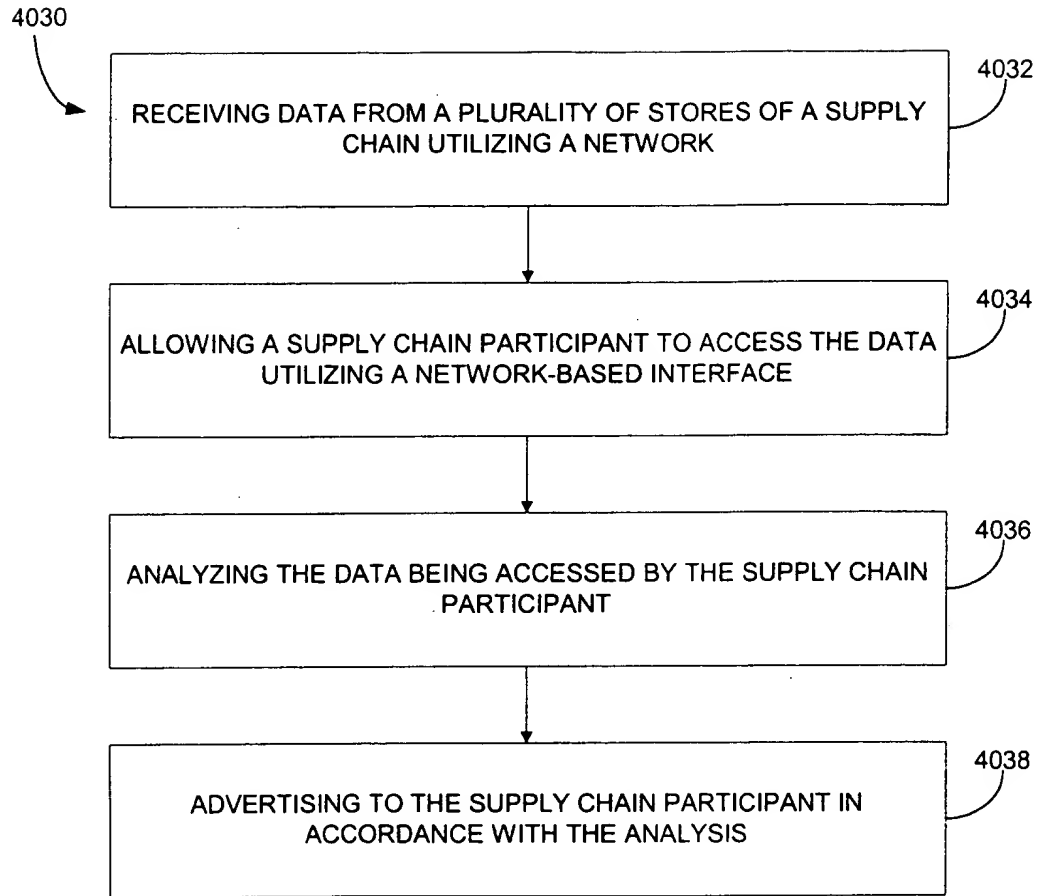 4030
4032
RECEIVING DATA FROM A PLURALITY OF STORES OF A SUPPLY
CHAIN UTILIZING A NETWORK
4034
ALLOWING A SUPPLY CHAIN PARTICIPANT TO ACCESS THE DATA
UTILIZING A NETWORK-BASED INTERFACE
4036
ANALYZING THE DATA BEING ACCESSED BY THE SUPPLY CHAIN
PARTICIPANT
4038
ADVERTISING TO THE SUPPLY CHAIN PARTICIPANT IN
ACCORDANCE WITH THE ANALYSIS